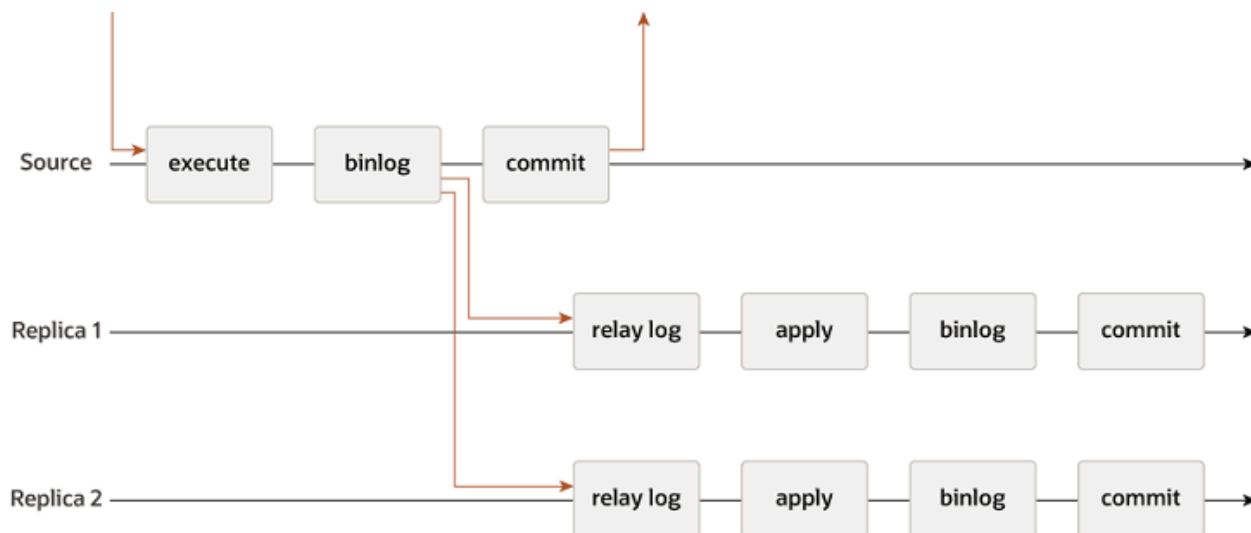 Source execute binlog commit
Replica 1 relay log apply binlog commit
Replica 2 relay log apply binlog commit